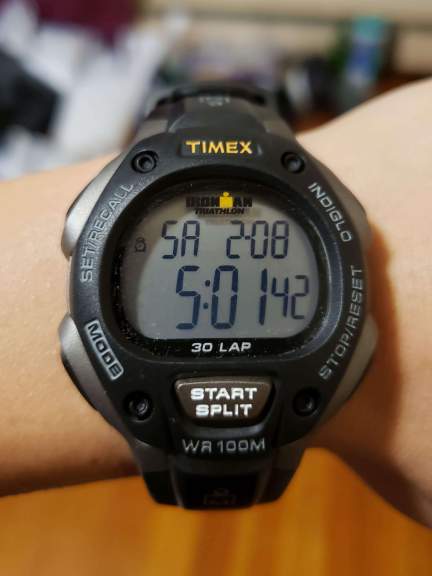 TIMEX
IRONMAN
TRIATHLON
SET/RECALL
INDIGLO
SA 2-08
5:01 42
MODE
STOP/RESET
30 LAP
START
SPLIT
WR 100M